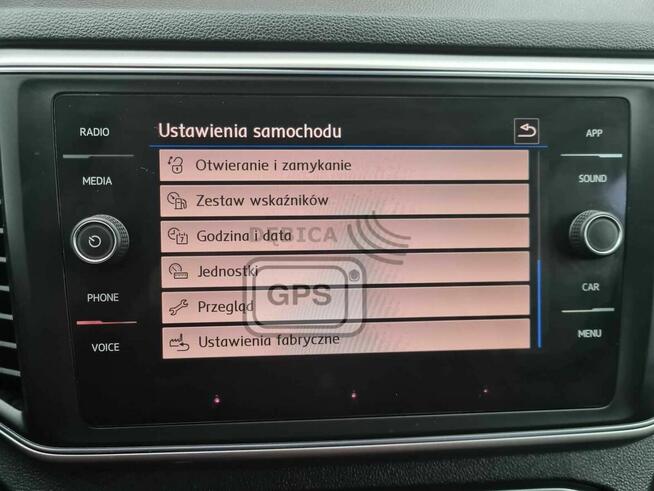 RADIO
MEDIA
PHONE
VOICE
Ustawienia samochodu
Otwieranie i zamykanie
Zestaw wskaźników
Godzina i data
Jednostki
Przegląd
Ustawienia fabryczne
APP
SOUND
CAR
MENU
DĘBICA
GPS